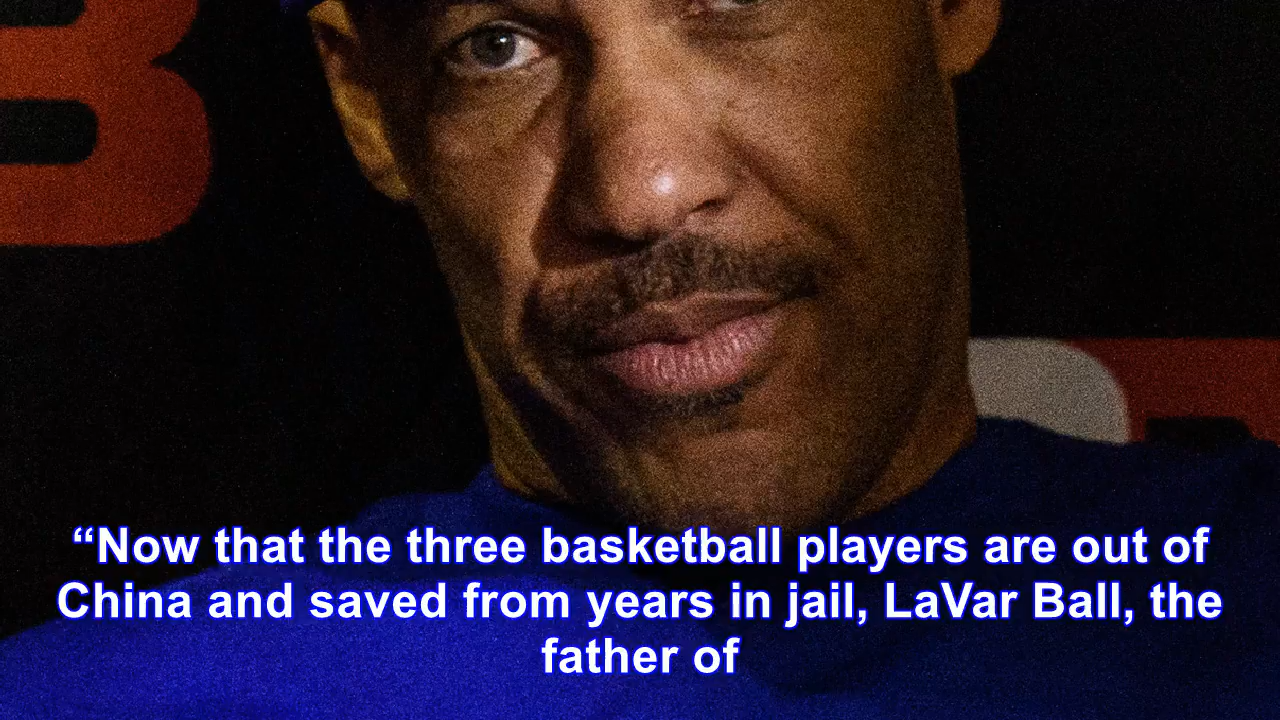 “Now that the three basketball players are out of
China and saved from years in jail, LaVar Ball, the
father of